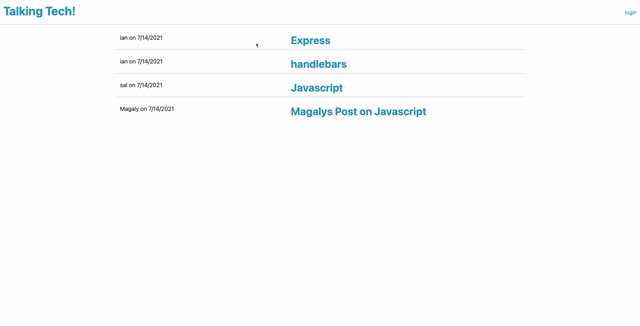 Talking Tech!
login
ian on 7/14/2021
Express
ian on 7/14/2021
handlebars
sal on 7/14/2021
Javascript
Magaly on 7/14/2021
Magalys Post on Javascript